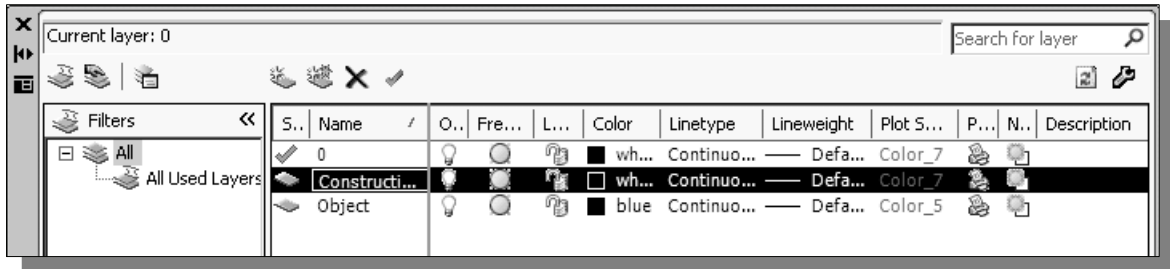 Current layer: 0
Search for layer
Filters
S.. Name O.. Fre... L... Color Linetype Lineweight Plot S... P... N.. Description
All
0 wh... Continuo... Defa... Color_7
All Used Layers
Constructi... wh... Continuo... Defa... Color_7
Object blue Continuo... Defa... Color_5